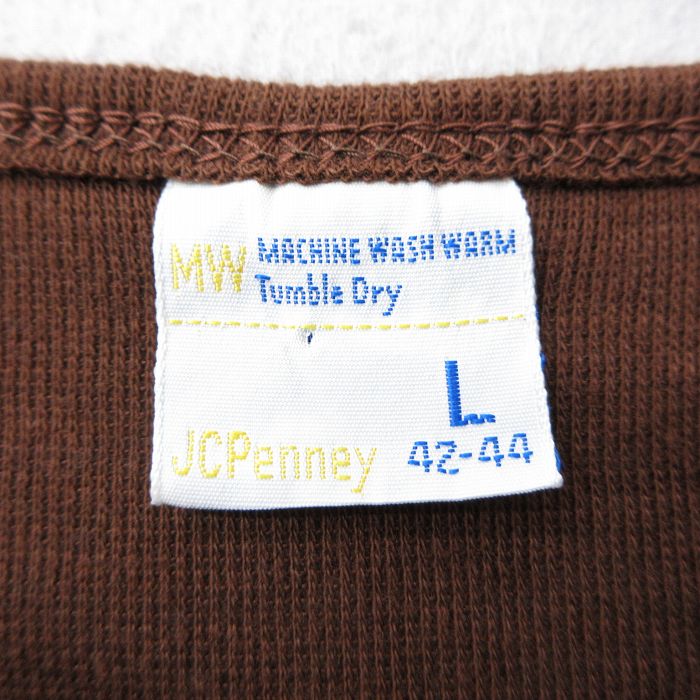 MW MACHINE WASH WARM
Tumble Dry
L
JCPenney 42-44